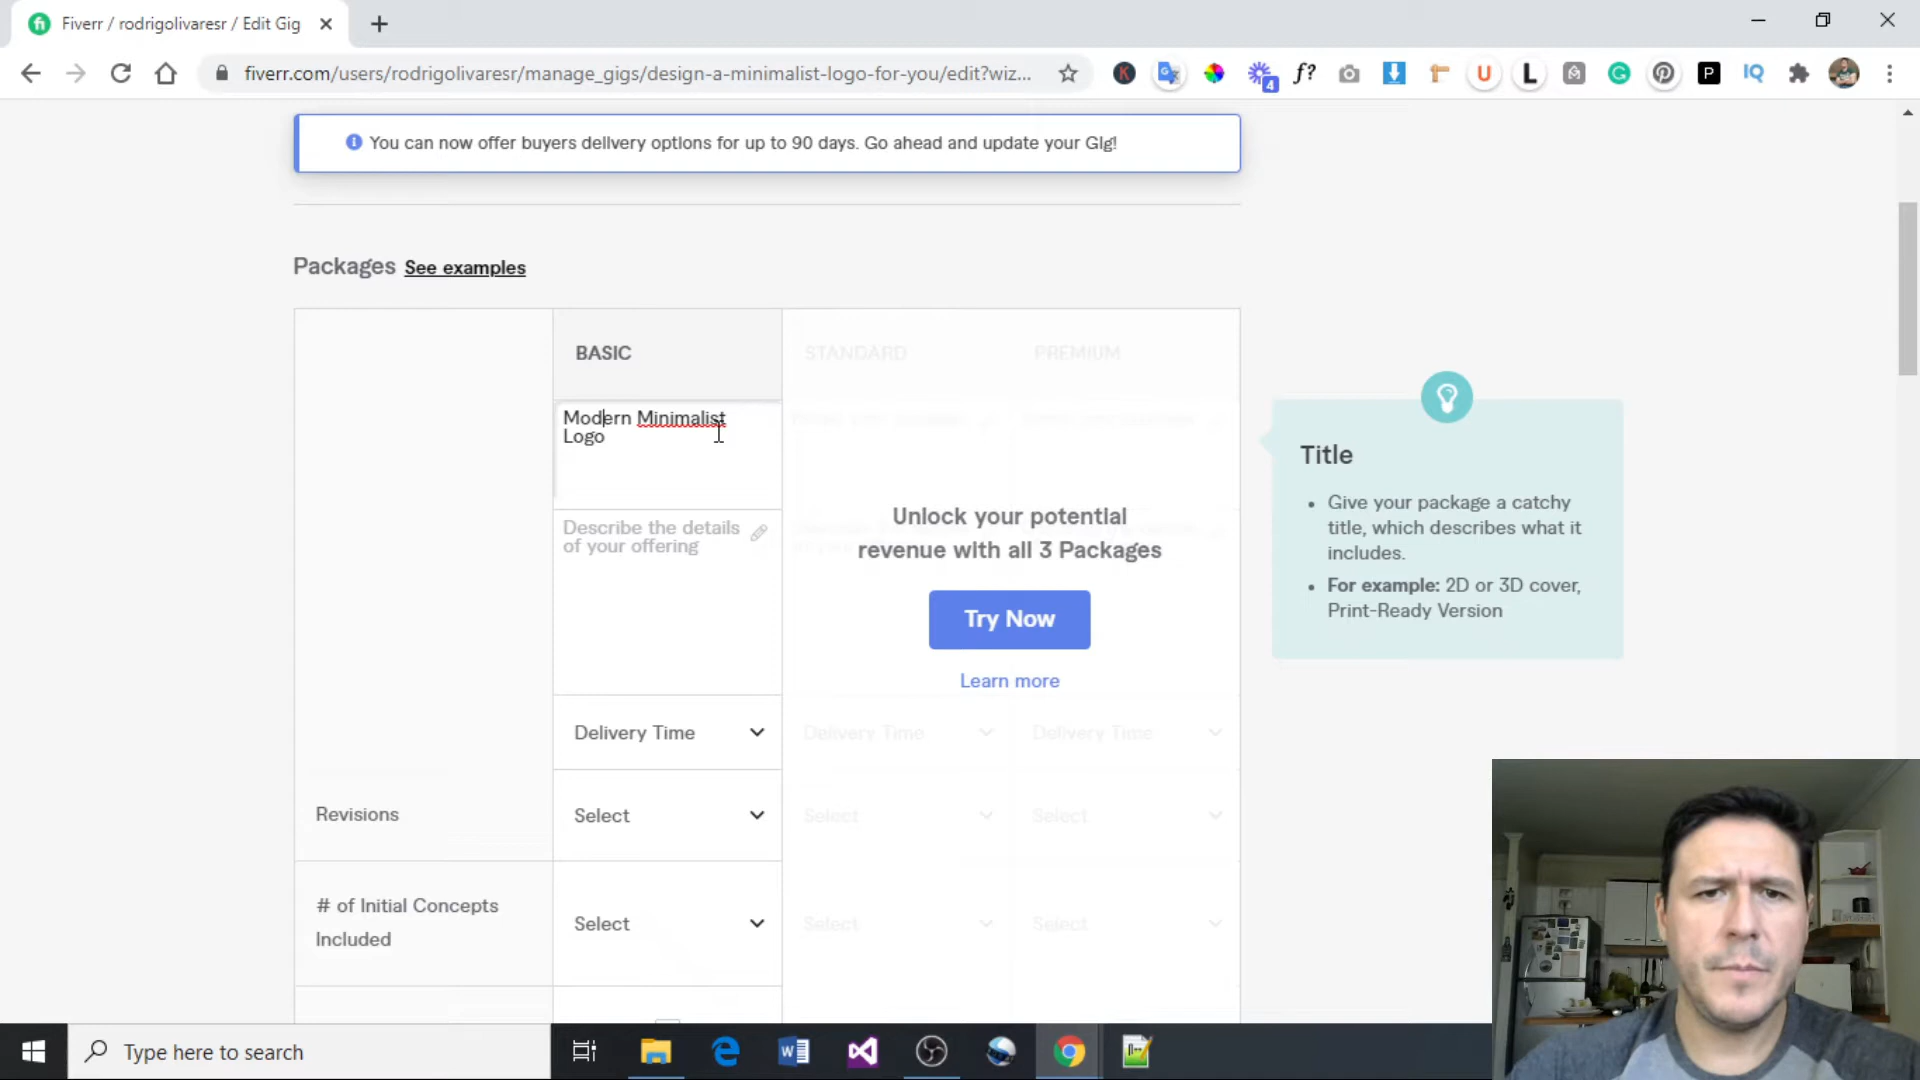 Fiverr / rodrigolivaresr / Edit Gig
fiverr.com/users/rodrigolivaresr/manage_gigs/design-a-minimalist-logo-for-you/edit?wiz...
4
f?
U
L
P
IQ
You can now offer buyers delivery options for up to 90 days. Go ahead and update your GIg!
Packages See examples
BASIC STANDARD PREMIUM
Modern Minimalist
Logo
Describe the details
of your offering
Unlock your potential
revenue with all 3 Packages
Try Now
Learn more
Title
• Give your package a catchy
title, which describes what it
includes.
• For example: 2D or 3D cover,
Print-Ready Version
Delivery Time Delivery Time Delivery Time
Revisions Select Select Select
# of Initial Concepts
Included
Select Select Select
Type here to search